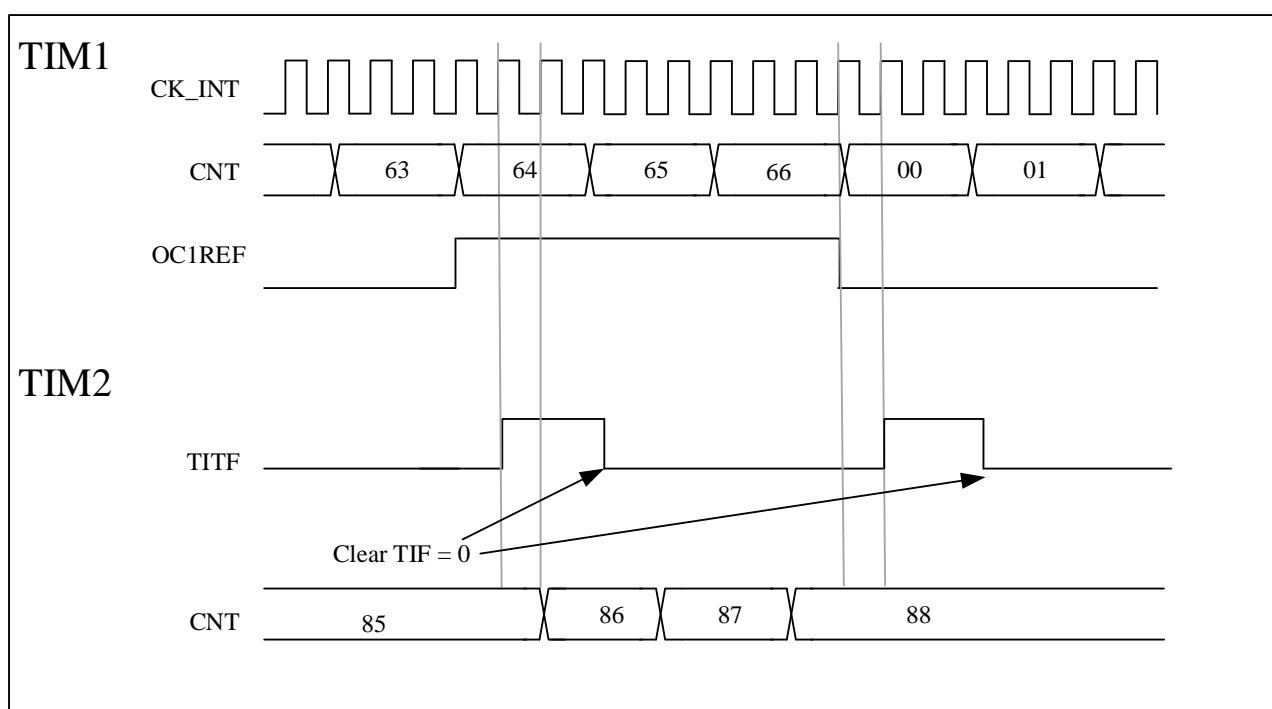 TIM1
CK_INT
CNT 63 64 65 66 00 01
OC1REF
TIM2
TITF
Clear TIF = 0
CNT 85 86 87 88